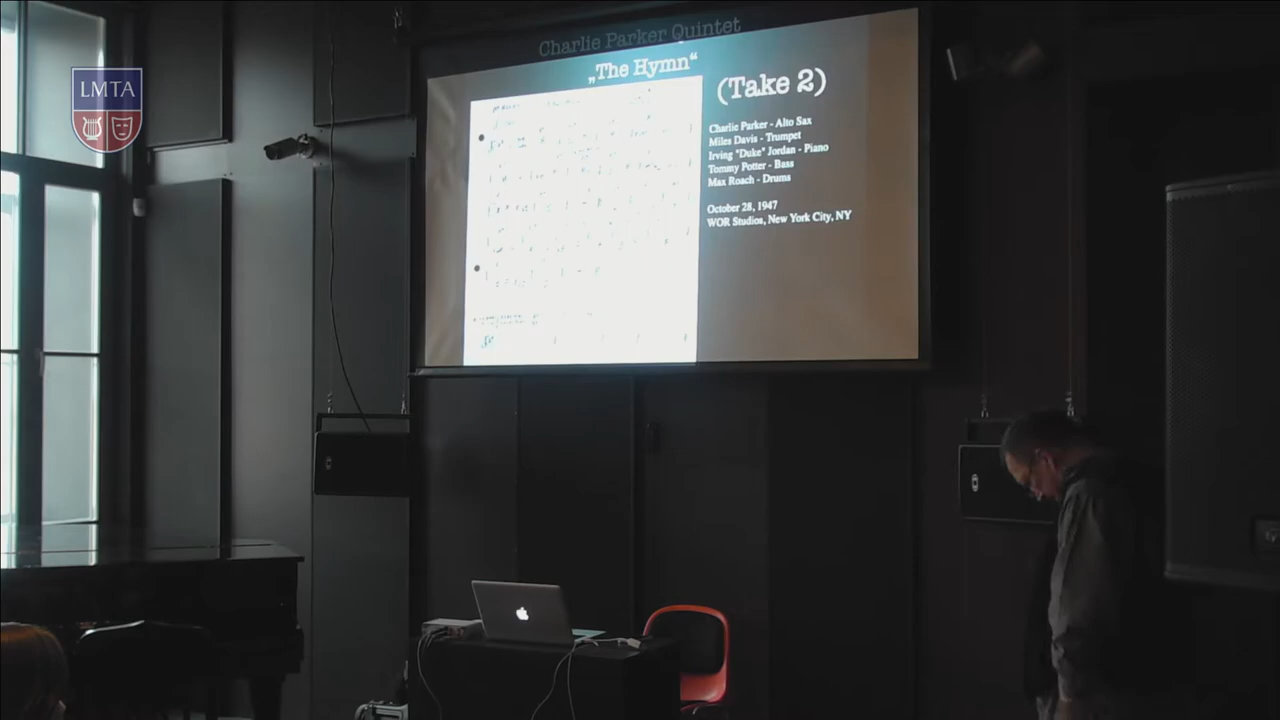 LMTA
Charlie Parker Quintet
„The Hymn“
(Take 2)
Charlie Parker - Alto Sax
Miles Davis - Trumpet
Irving "Duke" Jordan - Piano
Tommy Potter - Bass
Max Roach - Drums
October 28, 1947
WOR Studios, New York City, NY